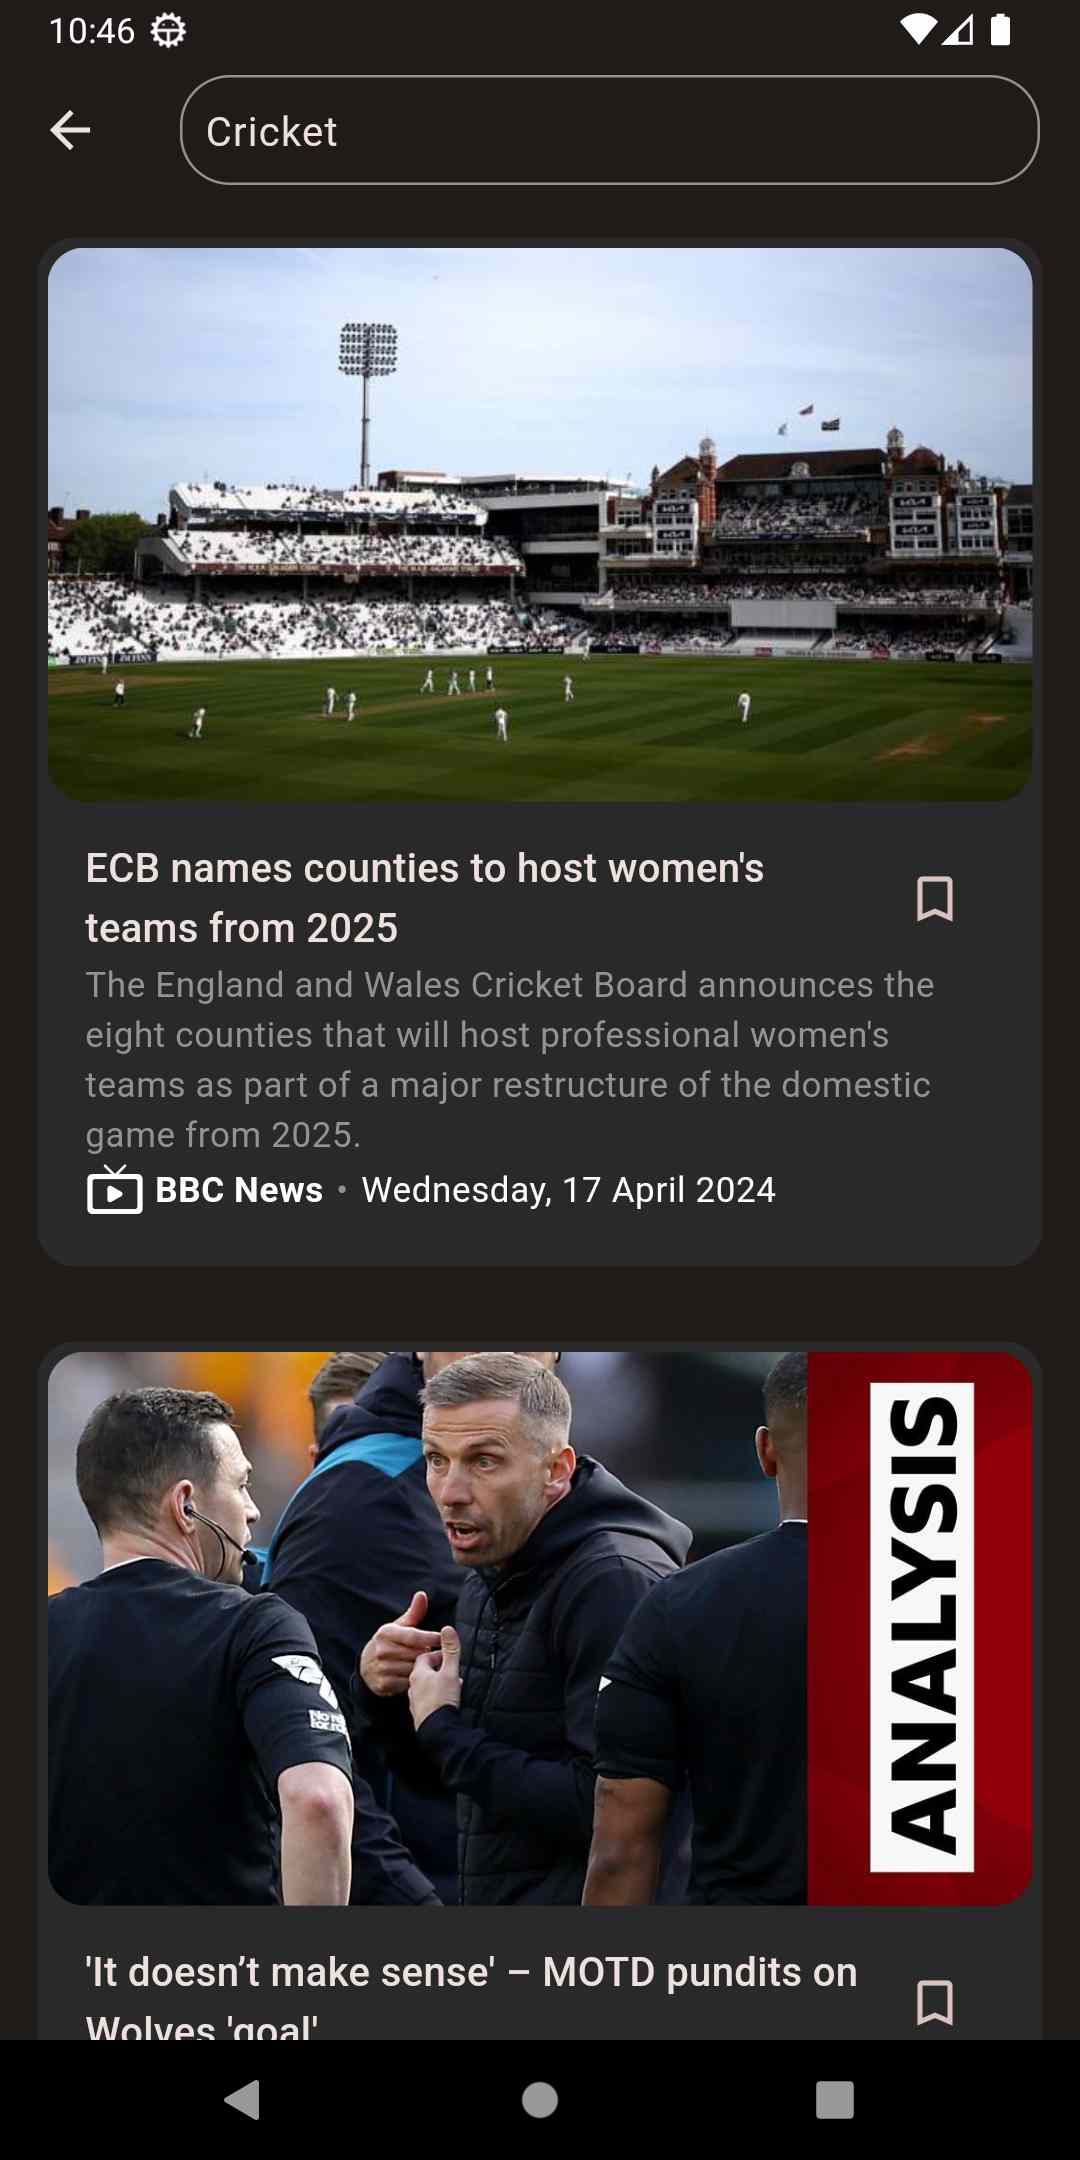 10:46
Cricket
ECB names counties to host women's
teams from 2025
The England and Wales Cricket Board announces the
eight counties that will host professional women's
teams as part of a major restructure of the domestic
game from 2025.
BBC News • Wednesday, 17 April 2024
ANALYSIS
'It doesn’t make sense' – MOTD pundits on
Wolves 'goal'